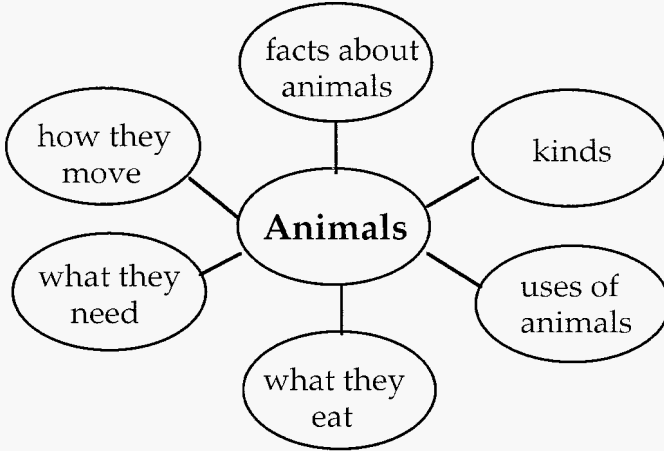 facts about
animals
how they
move
kinds
Animals
what they
need
uses of
animals
what they
eat